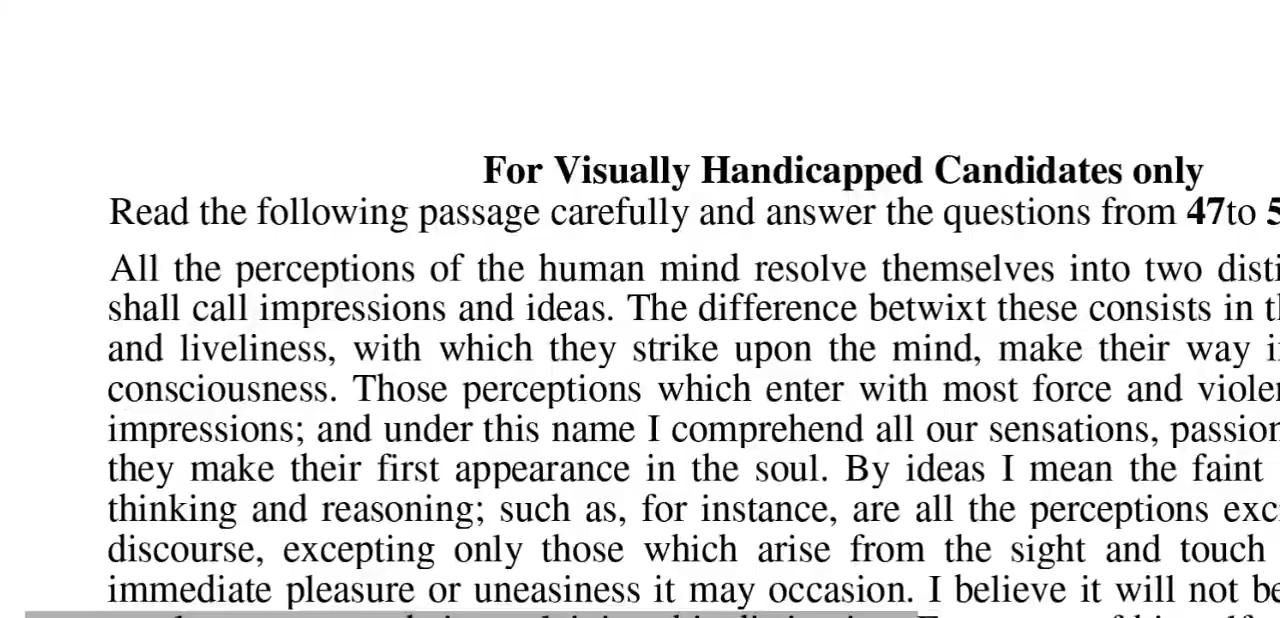 For Visually Handicapped Candidates only
Read the following passage carefully and answer the questions from 47to 5
All the perceptions of the human mind resolve themselves into two disti
shall call impressions and ideas. The difference betwixt these consists in th
and liveliness, with which they strike upon the mind, make their way i
consciousness. Those perceptions which enter with most force and violen
impressions; and under this name I comprehend all our sensations, passion
they make their first appearance in the soul. By ideas I mean the faint
thinking and reasoning; such as, for instance, are all the perceptions exc
discourse, excepting only those which arise from the sight and touch
immediate pleasure or uneasiness it may occasion. I believe it will not be